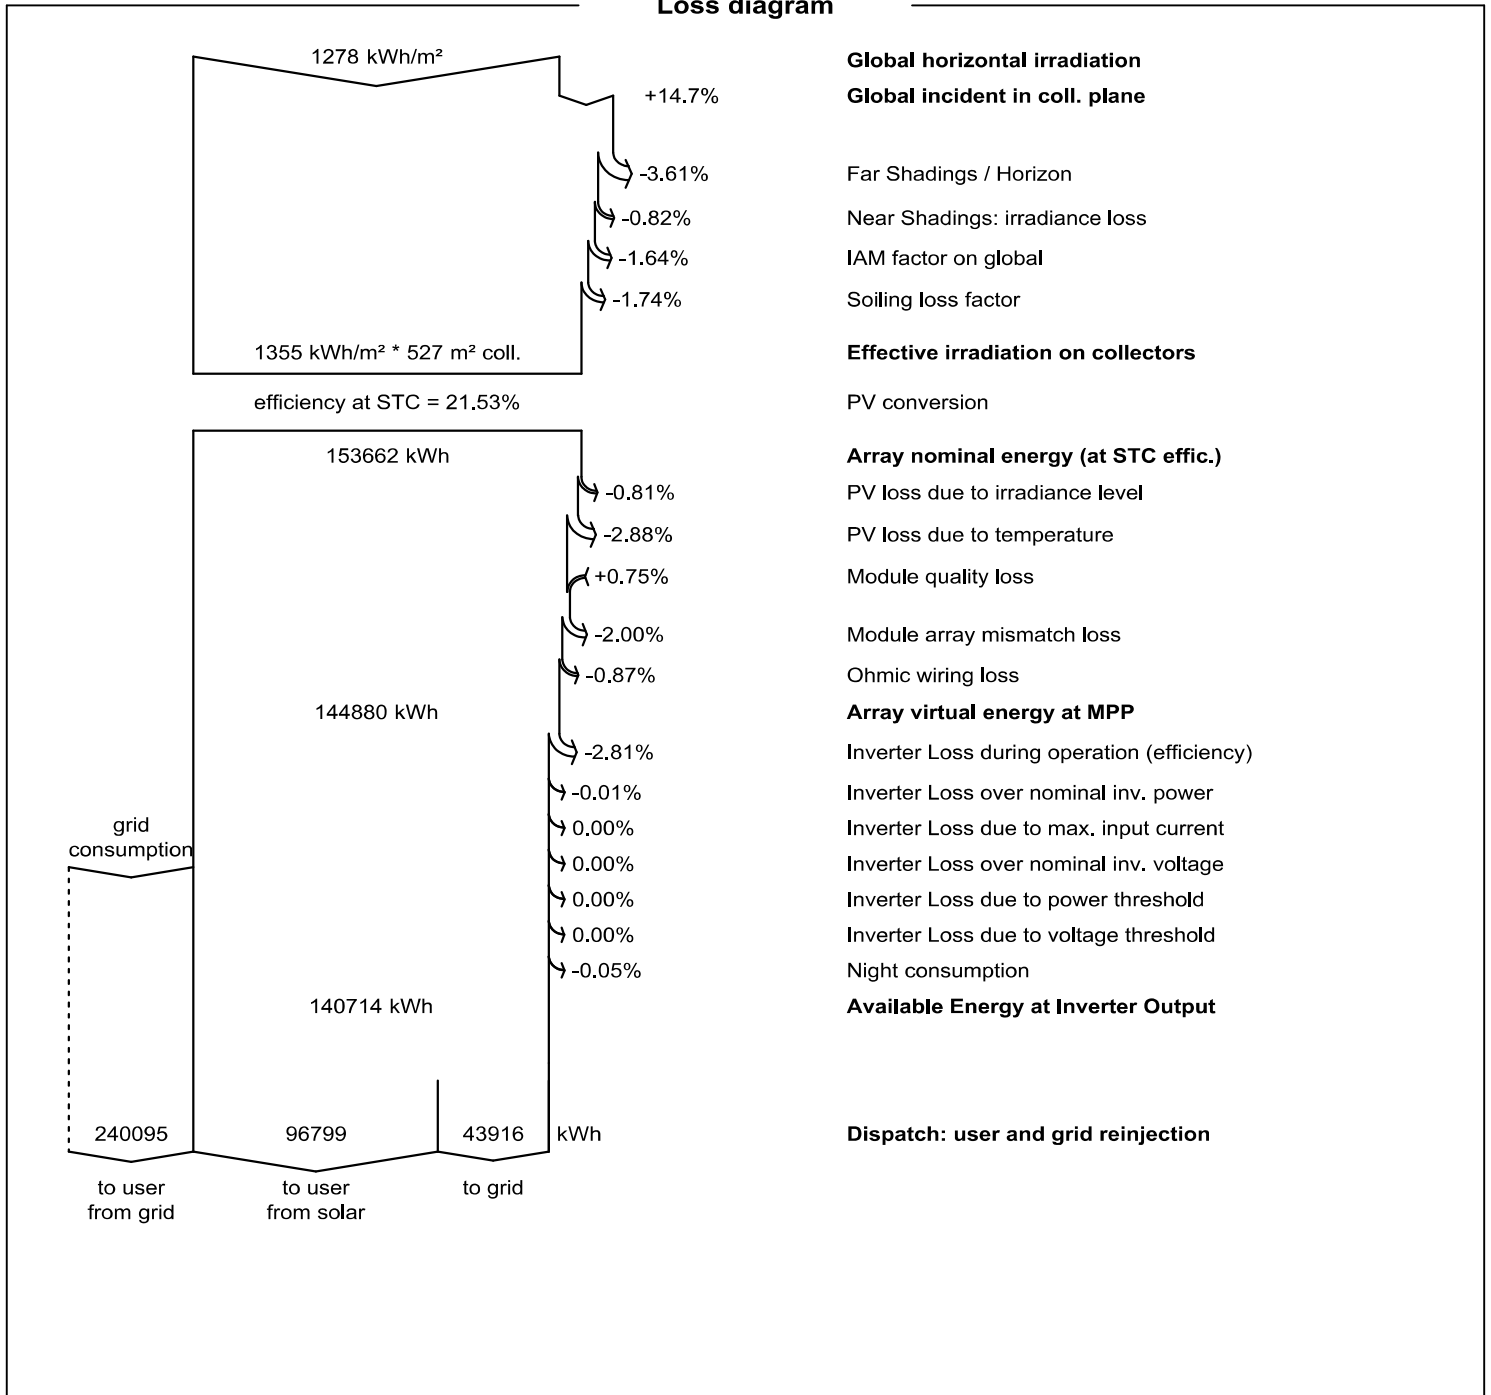 Loss diagram
1278 kWh/m² Global horizontal irradiation
+14.7% Global incident in coll. plane
-3.61% Far Shadings / Horizon
-0.82% Near Shadings: irradiance loss
-1.64% IAM factor on global
-1.74% Soiling loss factor
1355 kWh/m² * 527 m² coll. Effective irradiation on collectors
efficiency at STC = 21.53% PV conversion
153662 kWh Array nominal energy (at STC effic.)
-0.81% PV loss due to irradiance level
-2.88% PV loss due to temperature
+0.75% Module quality loss
-2.00% Module array mismatch loss
-0.87% Ohmic wiring loss
144880 kWh Array virtual energy at MPP
-2.81% Inverter Loss during operation (efficiency)
-0.01% Inverter Loss over nominal inv. power
grid
consumption
0.00% Inverter Loss due to max. input current
0.00% Inverter Loss over nominal inv. voltage
0.00% Inverter Loss due to power threshold
0.00% Inverter Loss due to voltage threshold
-0.05% Night consumption
140714 kWh Available Energy at Inverter Output
240095 96799 43916 kWh Dispatch: user and grid reinjection
to user to user to grid
from grid from solar